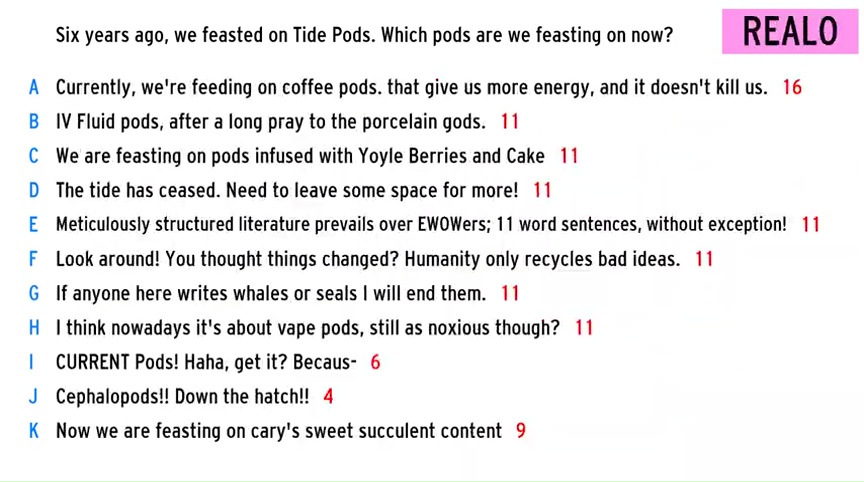 Six years ago, we feasted on Tide Pods. Which pods are we feasting on now?
REALO
A Currently, we're feeding on coffee pods. that give us more energy, and it doesn't kill us. 16
B IV Fluid pods, after a long pray to the porcelain gods. 11
C We are feasting on pods infused with Yoyle Berries and Cake 11
D The tide has ceased. Need to leave some space for more! 11
E Meticulously structured literature prevails over EWOWers; 11 word sentences, without exception! 11
F Look around! You thought things changed? Humanity only recycles bad ideas. 11
G If anyone here writes whales or seals I will end them. 11
H I think nowadays it's about vape pods, still as noxious though? 11
I CURRENT Pods! Haha, get it? Becaus- 6
J Cephalopods!! Down the hatch!! 4
K Now we are feasting on cary's sweet succulent content 9